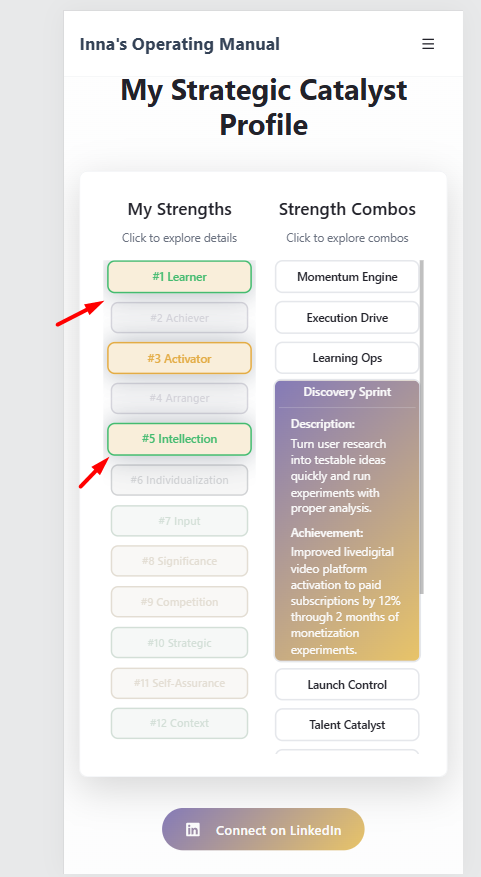 Inna's Operating Manual
My Strategic Catalyst
Profile
My Strengths
Click to explore details
#1 Learner
#2 Achiever
#3 Activator
#4 Arranger
#5 Intellection
#6 Individualization
#7 Input
#8 Significance
#9 Competition
#10 Strategic
#11 Self-Assurance
#12 Context
Strength Combos
Click to explore combos
Momentum Engine
Execution Drive
Learning Ops
Discovery Sprint
Description:
Turn user research
into testable ideas
quickly and run
experiments with
proper analysis.
Achievement:
Improved livedigital
video platform
activation to paid
subscriptions by 12%
through 2 months of
monetization
experiments.
Launch Control
Talent Catalyst
Connect on LinkedIn